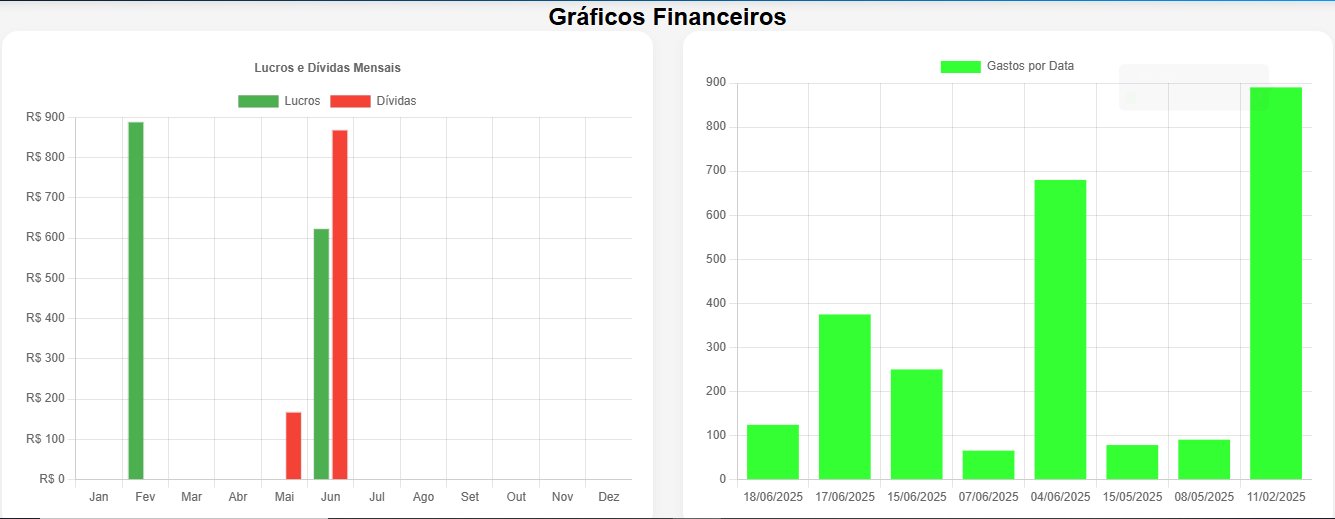 Gráficos Financeiros
Lucros e Dívidas Mensais
Lucros Dívidas
R$ 900
R$ 800
R$ 700
R$ 600
R$ 500
R$ 400
R$ 300
R$ 200
R$ 100
R$ 0
Jan Fev Mar Abr Mai Jun Jul Ago Set Out Nov Dez
Gastos por Data
900
800
700
600
500
400
300
200
100
0
18/06/2025 17/06/2025 15/06/2025 07/06/2025 04/06/2025 15/05/2025 08/05/2025 11/02/2025